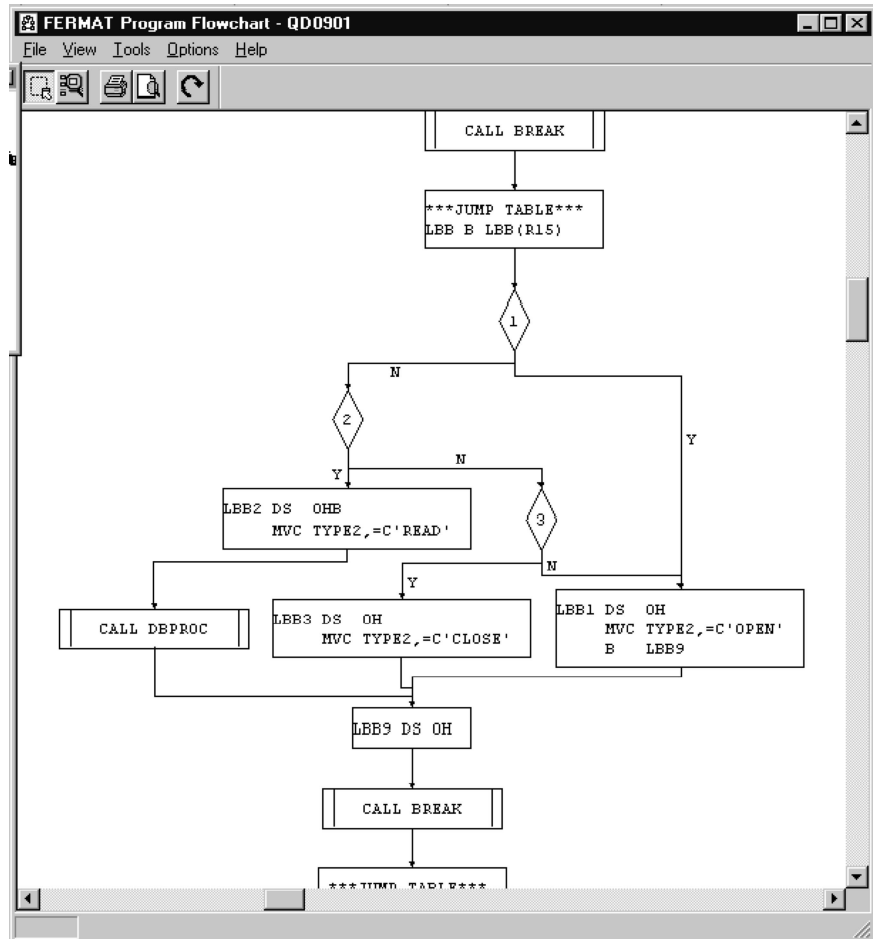 FERMAT Program Flowchart - QD0901
File View Tools Options Help
CALL BREAK
***JUMP TABLE***
LBB B LBB(R15)
1
N
2
Y
N
Y
LBB2 DS OHB
MVC TYPE2,=C'READ'
3
N
Y
CALL DBPROC
LBB3 DS OH
MVC TYPE2,=C'CLOSE'
LBB1 DS OH
MVC TYPE2,=C'OPEN'
B LBB9
LBB9 DS OH
CALL BREAK
***JUMP TABLE***